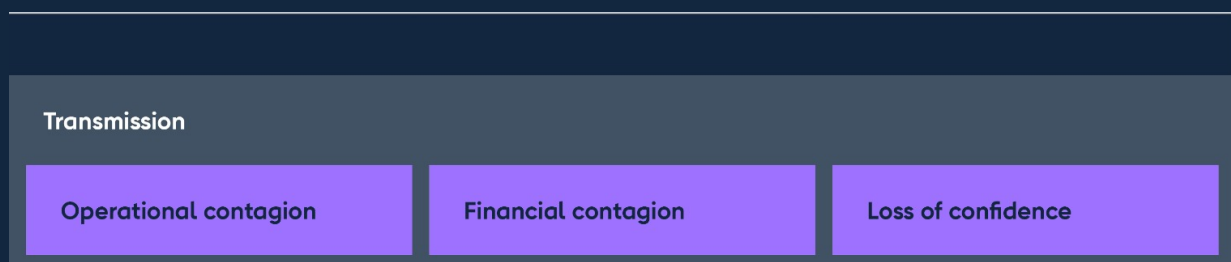 Transmission
Operational contagion
Financial contagion
Loss of confidence